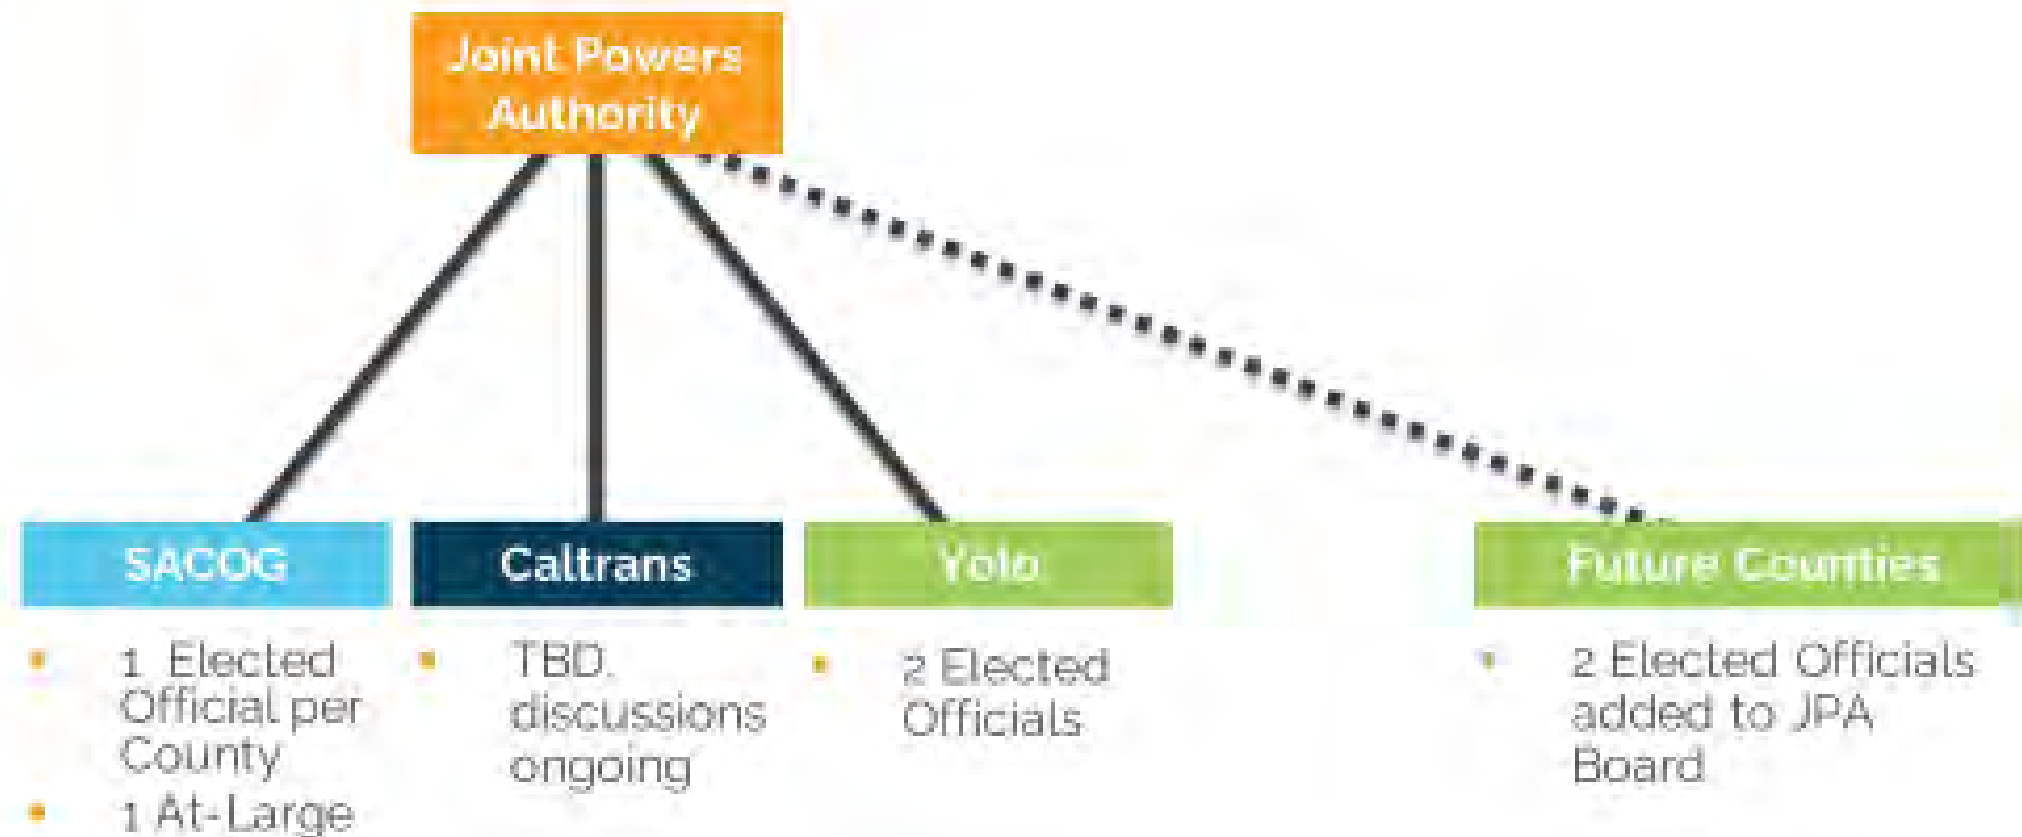 Joint Powers
Authority
SACOG
Caltrans
Yolo
Future Counties
• 1 Elected
Official per
County
• 1 At-Large
• TBD,
discussions
ongoing
• 2 Elected
Officials
• 2 Elected Officials
added to JPA
Board